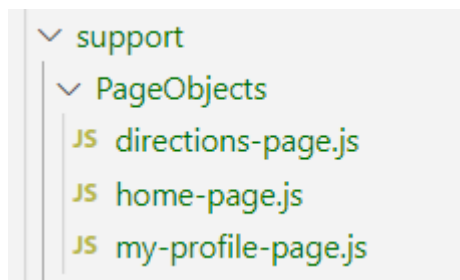 support
PageObjects
JS directions-page.js
JS home-page.js
JS my-profile-page.js